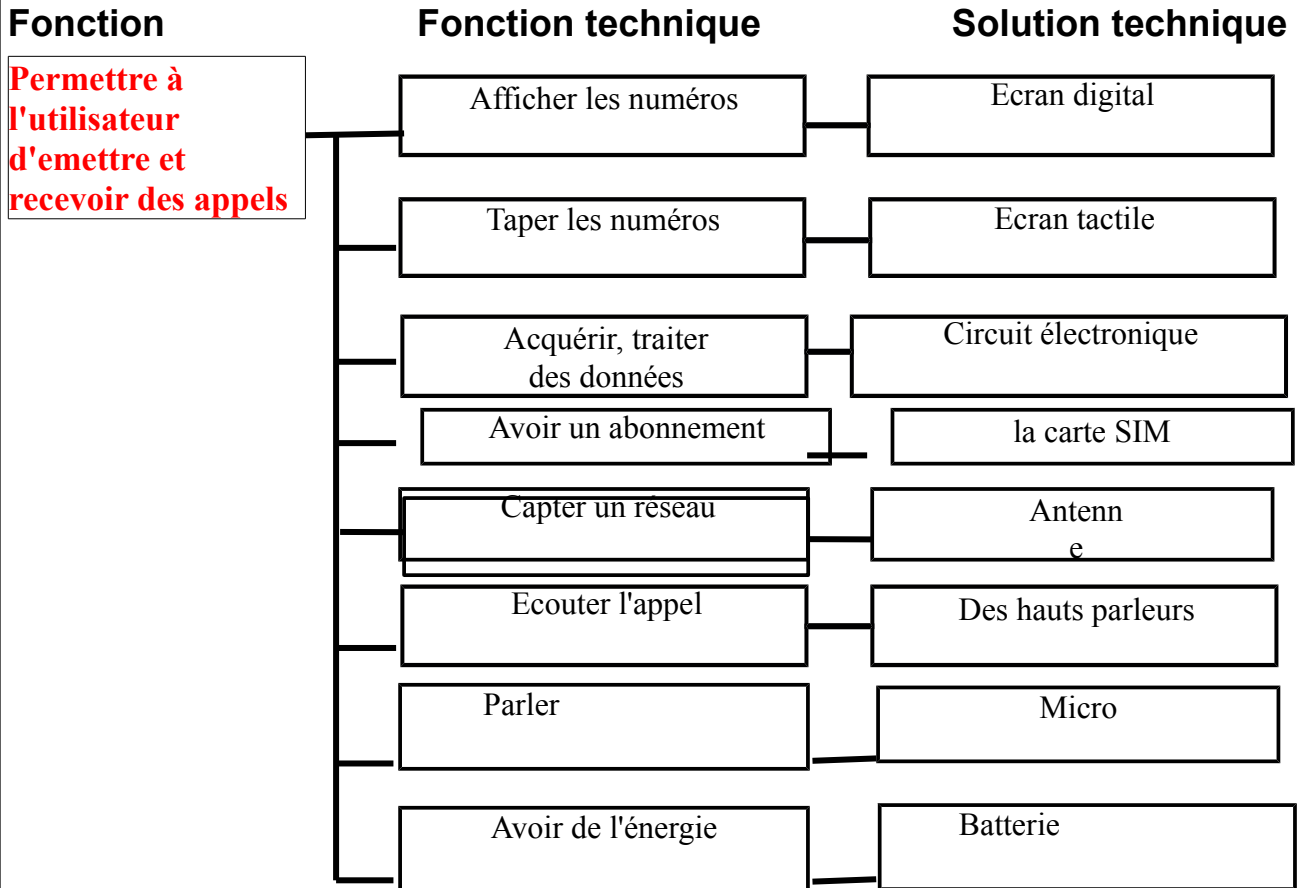 Fonction
Fonction technique
Solution technique
Permettre à
l'utilisateur
d'emettre et
recevoir des appels
Afficher les numéros
Ecran digital
Taper les numéros
Ecran tactile
Acquérir, traiter
des données
Circuit électronique
Avoir un abonnement
la carte SIM
Capter un réseau
Antenn
e
Ecouter l'appel
Des hauts parleurs
Parler
Micro
Avoir de l'énergie
Batterie